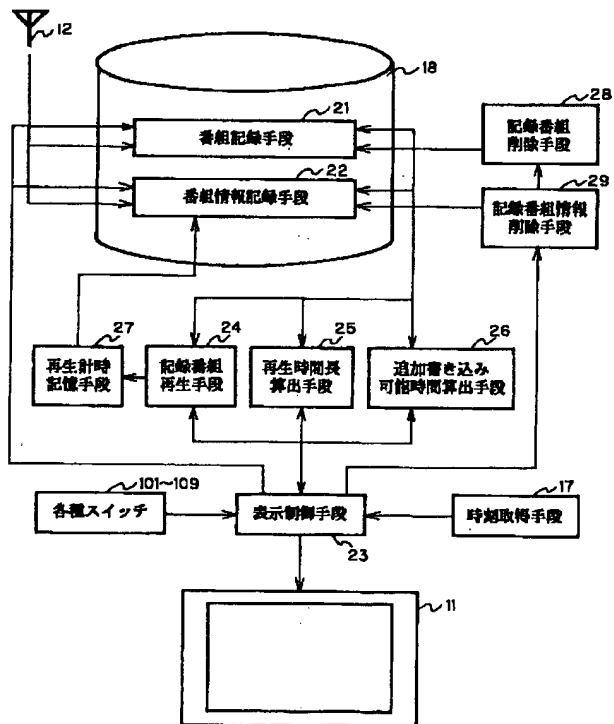 12
18
21
番組記録手段
22
番組情報記録手段
28
記録番組
削除手段
29
記録番組情報
削除手段
27
再生計時
記憶手段
24
記録番組
再生手段
25
再生時間長
算出手段
26
追加書き込み
可能時間算出手段
101~109
各種スイッチ
表示制御手段
23
17
時刻取得手段
11